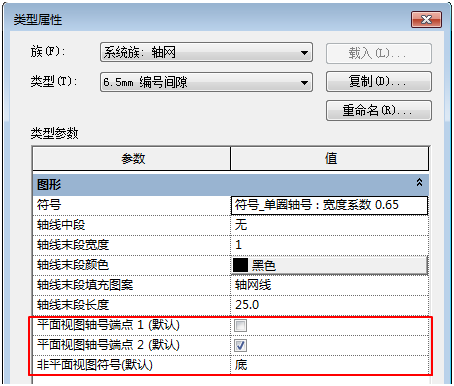 类型属性
族(F): 系统族: 轴网 载入(L)...
类型(T): 6.5mm 编号间隙 复制(D)...
重命名(R)...
类型参数
参数 值
图形
符号 符号_单圆轴号 : 宽度系数 0.65
轴线中段 无
轴线末段宽度 1
轴线末段颜色 黑色
轴线末段填充图案 轴网线
轴线末段长度 25.0
平面视图轴号端点 1 (默认)
平面视图轴号端点 2 (默认)
非平面视图符号(默认) 底